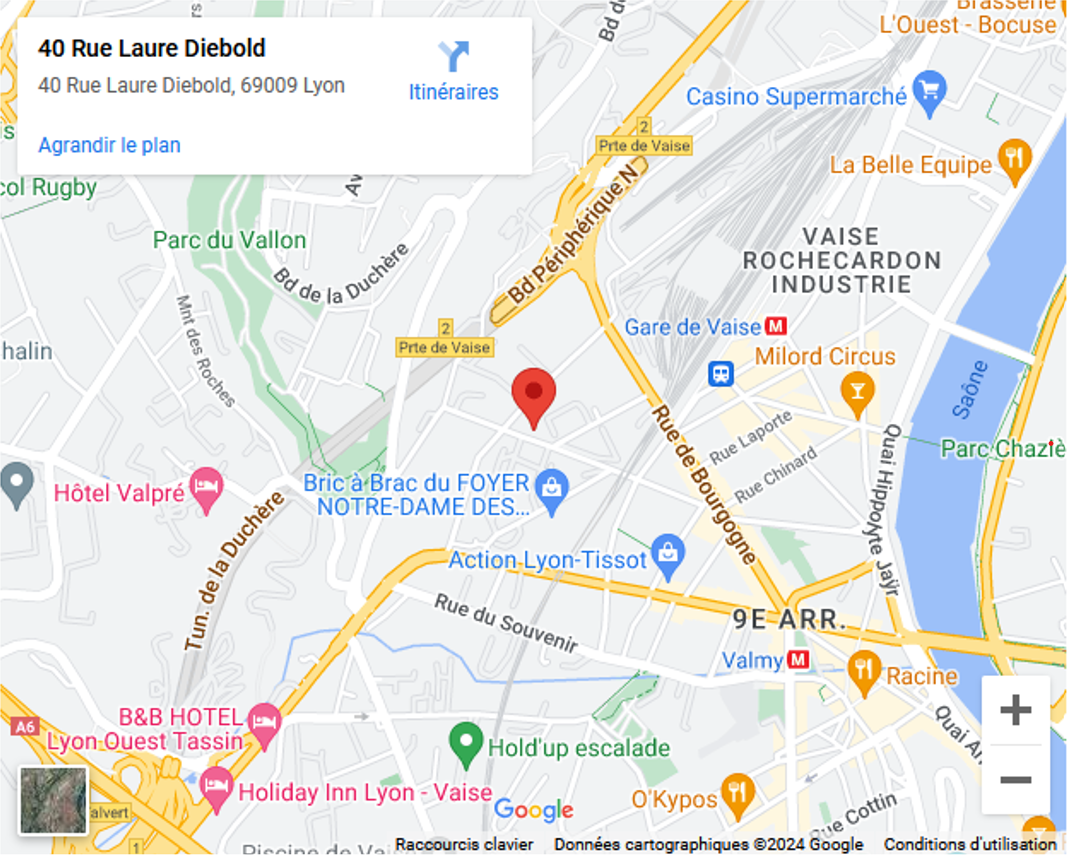 Brasserie
L'Ouest - Bocuse
40 Rue Laure Diebold
40 Rue Laure Diebold, 69009 Lyon
Itinéraires
Agrandir le plan
Casino Supermarché
2
Prte de Vaise
La Belle Equipe
col Rugby
Parc du Vallon
Bd de la Duchère
Bd Périphérique N
VAISE
ROCHECARDON
INDUSTRIE
Mnt des Roches
2
Prte de Vaise
Gare de Vaise M
Milord Circus
halin
Saône
Rue de Bourgogne
Rue Laporte
Rue Chinard
Quai Hippolyte Jaÿr
Parc Chaziè
Hôtel Valpré
Bric à Brac du FOYER
NOTRE-DAME DES...
Tun. de la Duchère
Action Lyon-Tissot
Rue du Souvenir
9E ARR.
Valmy M
Racine
A6
B&B HOTEL
Lyon Ouest Tassin
Hold'up escalade
Quai Ar
Holiday Inn Lyon - Vaise
Google
O'Kypos
Rue Cottin
alvert
1
Piscine de Vai
Raccourcis clavier
Données cartographiques ©2024 Google
Conditions d'utilisation